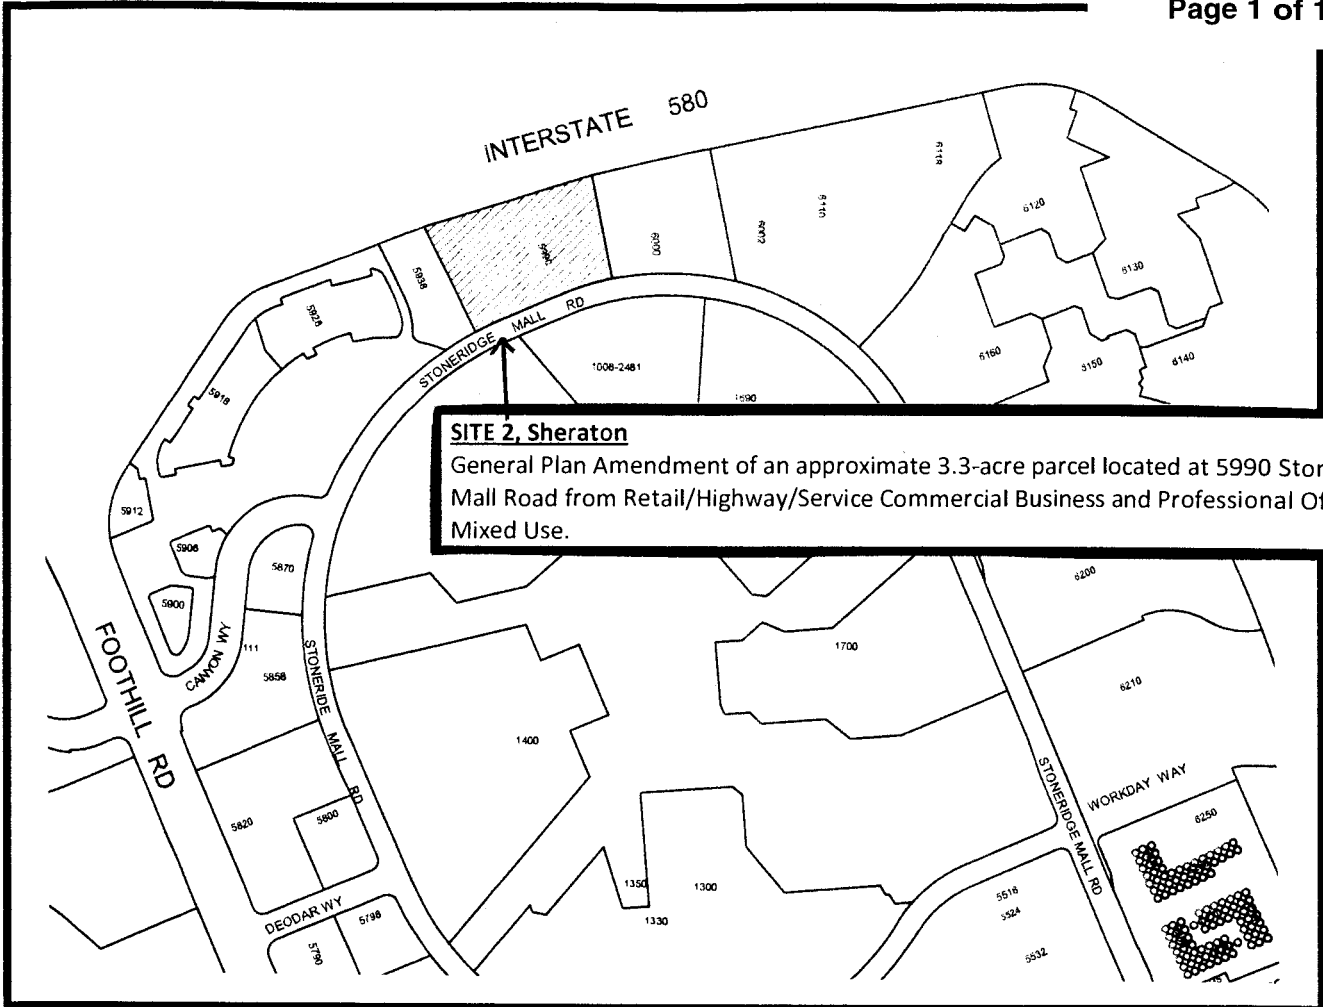 Page 1 of 1
INTERSTATE 580
6118
6110
6120
6002
6000
5990
5938
6130
5928
STONERIDGE MALL RD
6160
6150
6140
1008-2481
5918
1690
SITE 2, Sheraton
General Plan Amendment of an approximate 3.3-acre parcel located at 5990 Stor
Mall Road from Retail/Highway/Service Commercial Business and Professional Of
Mixed Use.
5912
5906
5870
5900
6200
FOOTHILL RD
CANYON WY
111
5858
STONERIDE MALL RD
1700
6210
1400
STONERIDGE MALL RD
WORKDAY WAY
5820
5800
6250
1350
1300
1330
DEODAR WY
5798
5790
5516
5524
5532